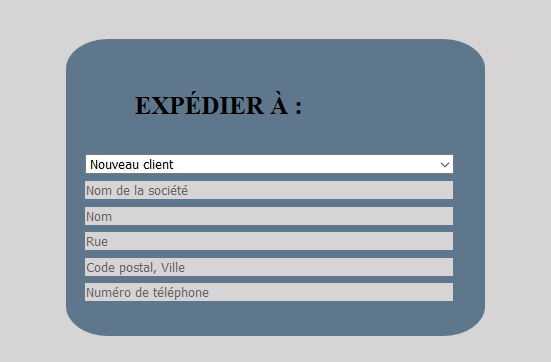 EXPÉDIER À :
Nouveau client
Nom de la société
Nom
Rue
Code postal, Ville
Numéro de téléphone